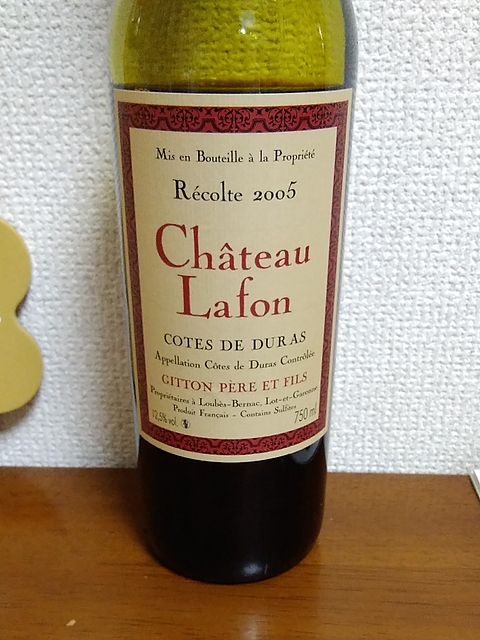 Mis en Bouteille à la Propriété
Récolte 2005
Château
Lafon
COTES DE DURAS
Appellation Côtes de Duras Contrôlée
GITTON PÈRE ET FILS
Propriétaires à Loubès-Bernac, Lot-et-Garonne
Produit Français - Contains Sulfites
12,5% vol. 750 ml